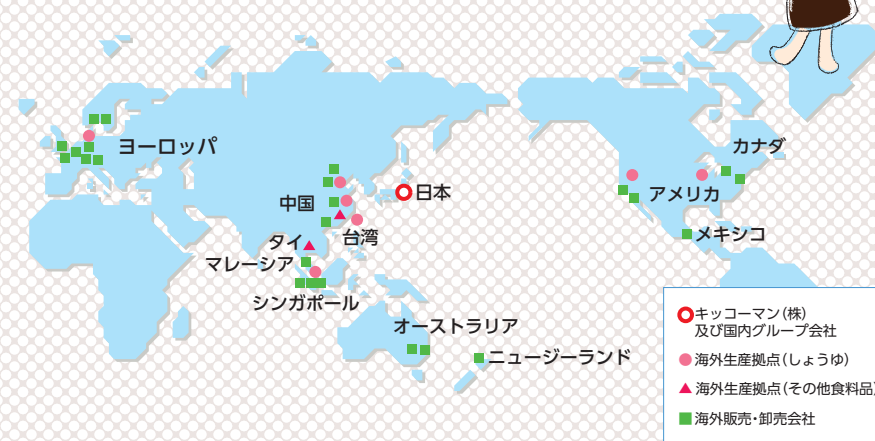 ヨーロッパ
カナダ
アメリカ
日本
中国
台湾
タイ
マレーシア
シンガポール
メキシコ
オーストラリア
ニュージーランド
キッコーマン(株)
及び国内グループ会社
海外生産拠点(しょうゆ)
海外生産拠点(その他食料品)
海外販売・卸売会社